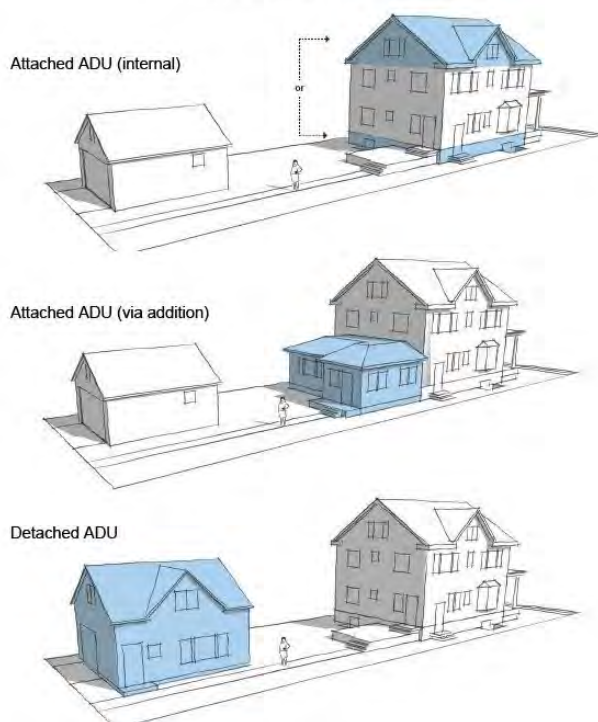 Attached ADU (internal)
or
Attached ADU (via addition)
Detached ADU